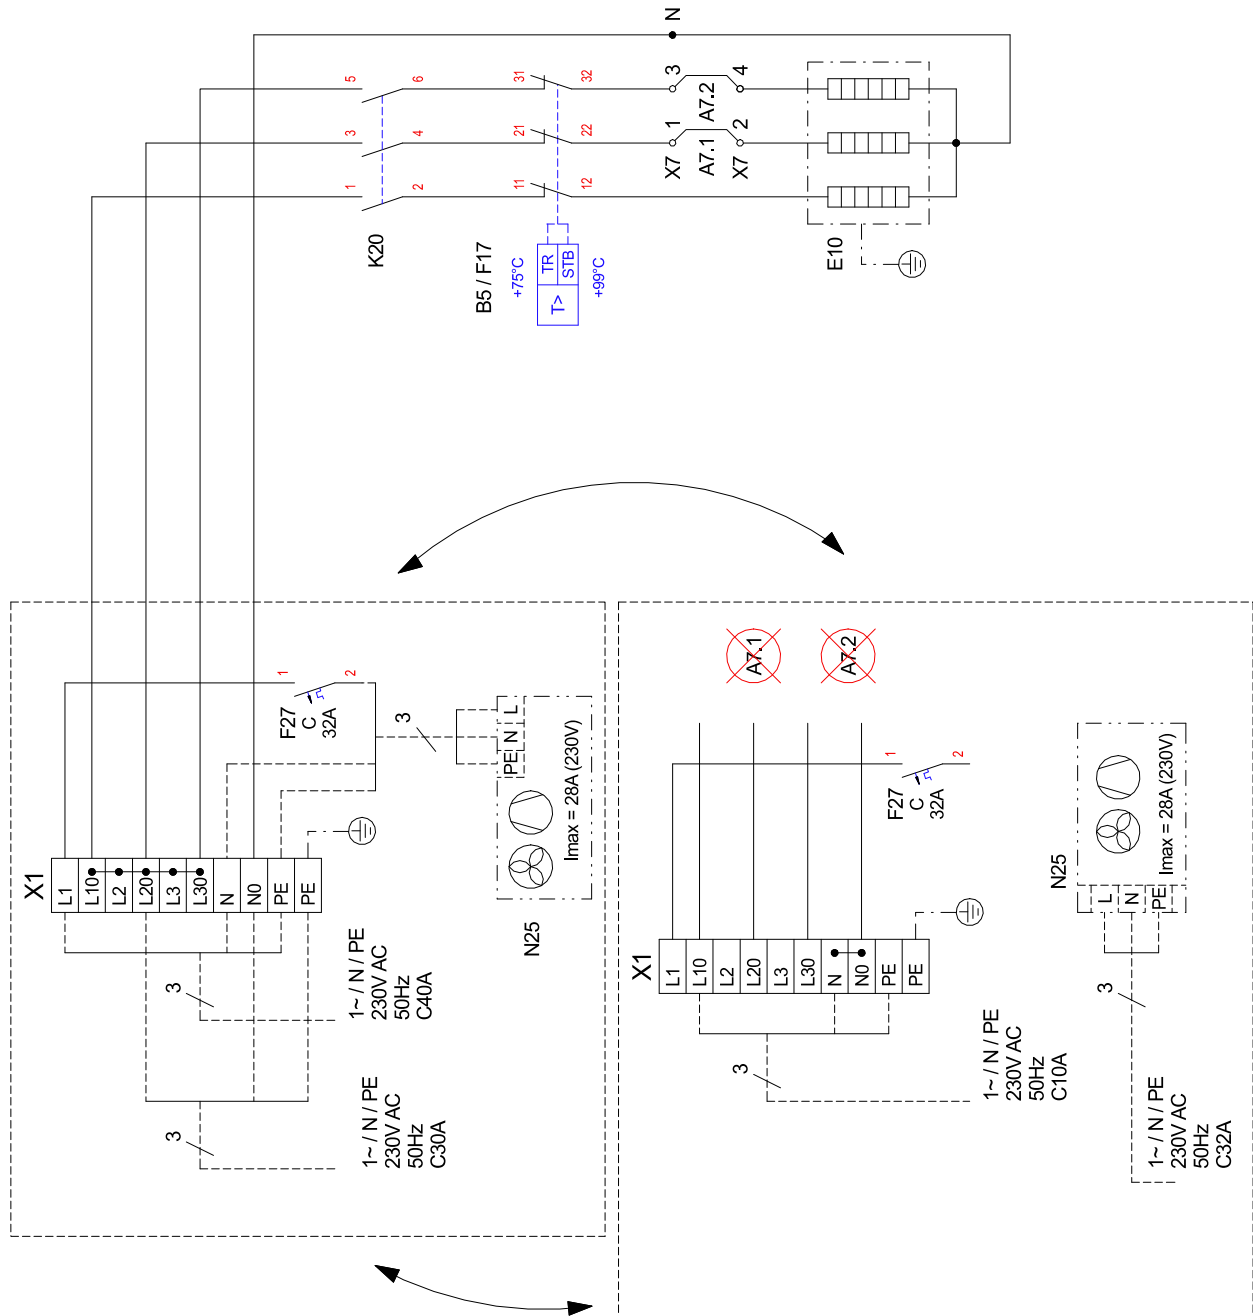 N
5
6
31
32
3
4
A7.2
3
4
21
22
X7
1
A7.1
X7
2
1
2
11
12
K20
B5 / F17
+75°C
T>
TR
STB
+99°C
E10
X1
L1
L10
L2
L20
L3
L30
N
N0
PE
PE
1
2
F27
C
32A
3
PE
N
L
Imax = 28A (230V)
N25
3
1~ / N / PE
230V AC
50Hz
C40A
3
1~ / N / PE
230V AC
50Hz
C30A
A7.1
A7.2
X1
L1
L10
L2
L20
L3
L30
N
N0
PE
PE
1
2
F27
C
32A
3
1~ / N / PE
230V AC
50Hz
C10A
N25
L
N
PE
Imax = 28A (230V)
3
1~ / N / PE
230V AC
50Hz
C32A